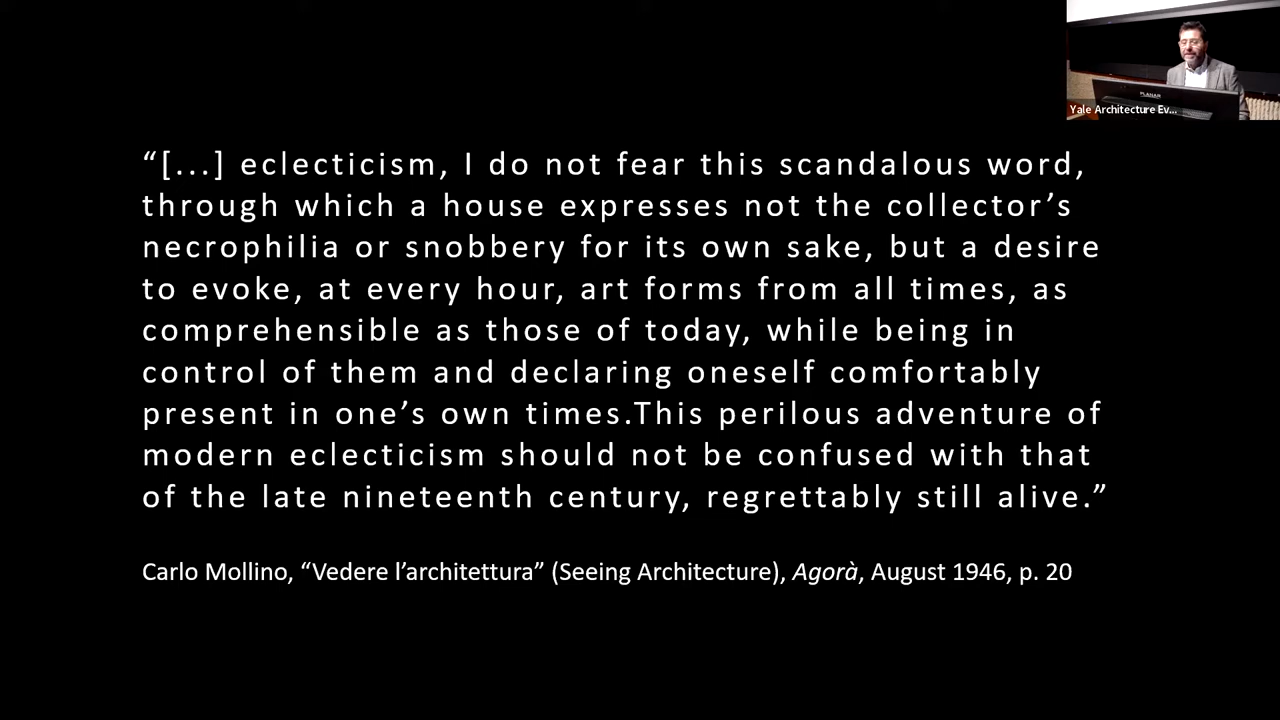 PLANAR
Yale Architecture Ev...
“[...] eclecticism, I do not fear this scandalous word,
through which a house expresses not the collector’s
necrophilia or snobbery for its own sake, but a desire
to evoke, at every hour, art forms from all times, as
comprehensible as those of today, while being in
control of them and declaring oneself comfortably
present in one’s own times.This perilous adventure of
modern eclecticism should not be confused with that
of the late nineteenth century, regrettably still alive.”
Carlo Mollino, “Vedere l’architettura” (Seeing Architecture), Agorà, August 1946, p. 20